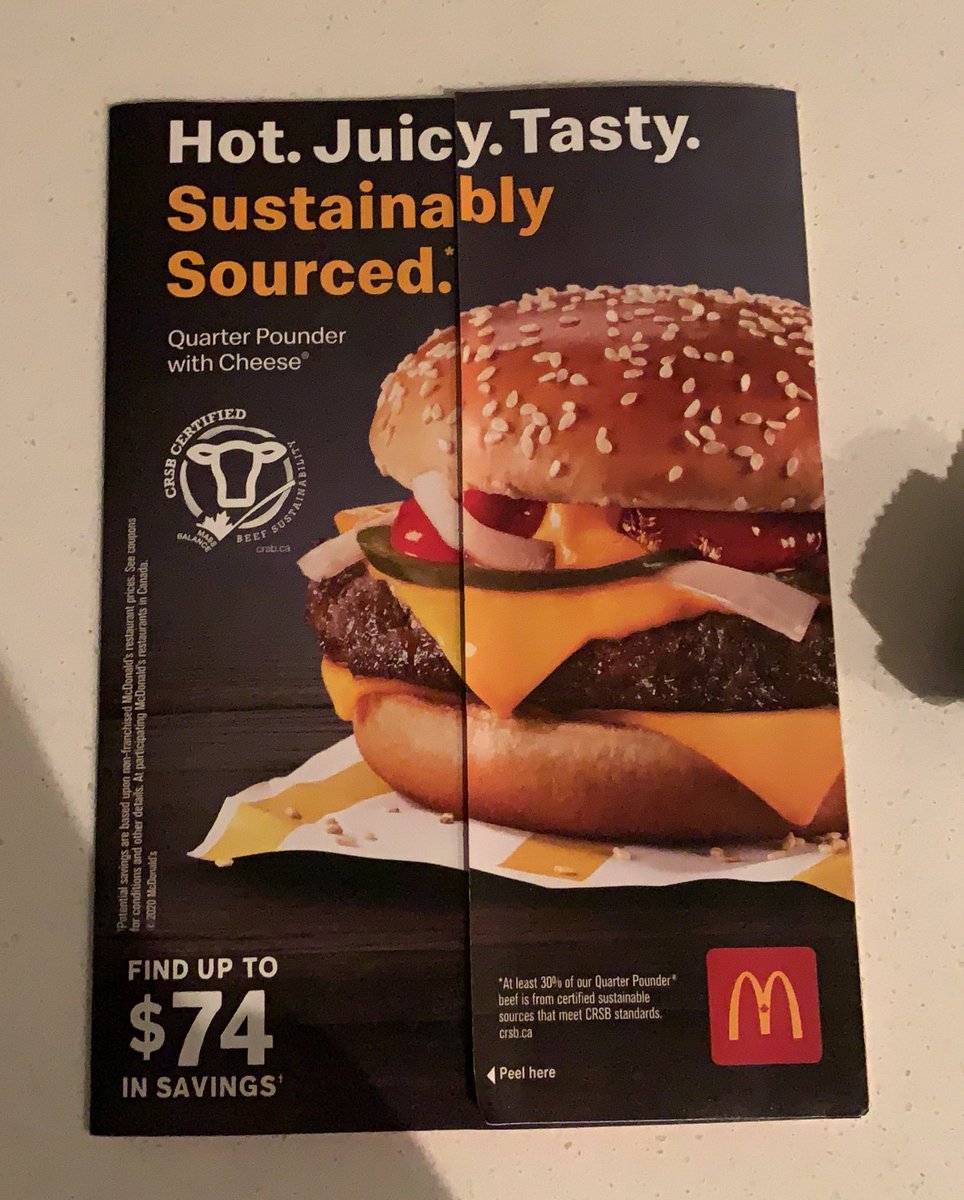 Hot. Juicy. Tasty.
Sustainably
Sourced.*
Quarter Pounder
with Cheese®
CRSB CERTIFIED
BEEF SUSTAINABILITY
MASS
BALANCE
crsb.ca
†Potential savings are based upon non-franchised McDonald's restaurant prices. See coupons
for conditions and other details. At participating McDonald's restaurants in Canada.
© 2020 McDonald's
FIND UP TO
$74
IN SAVINGS†
*At least 30% of our Quarter Pounder®
beef is from certified sustainable
sources that meet CRSB standards.
crsb.ca
Peel here